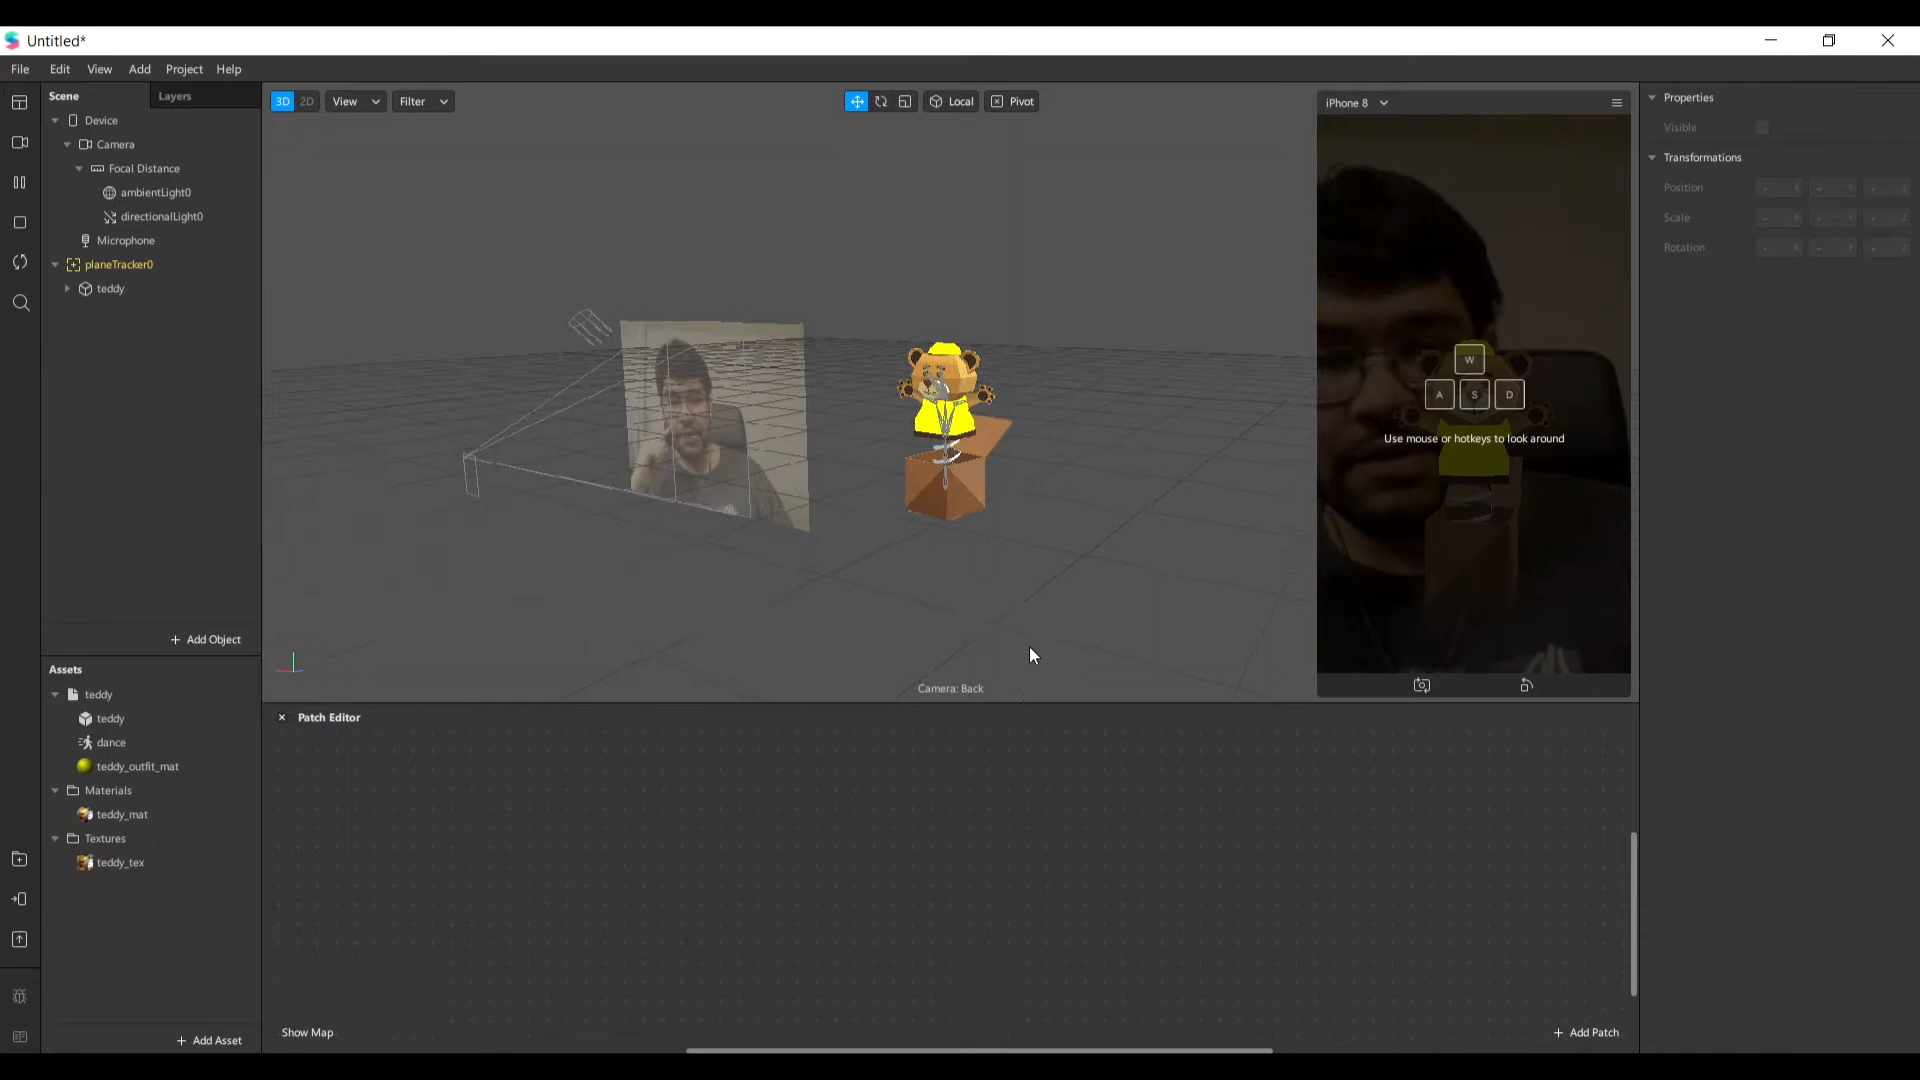 Untitled*
File Edit View Add Project Help
Scene Layers
Device
Camera
Focal Distance
ambientLight0
directionalLight0
Microphone
planeTracker0
teddy
+ Add Object
Assets
teddy
teddy
dance
teddy_outfit_mat
Materials
teddy_mat
Textures
teddy_tex
+ Add Asset
3D 2D View Filter Local Pivot
Camera: Back
iPhone 8
W
A S D
Use mouse or hotkeys to look around
Patch Editor
Show Map
+ Add Patch
Properties
Visible
Transformations
Position X Y Z
Scale X Y Z
Rotation X Y Z